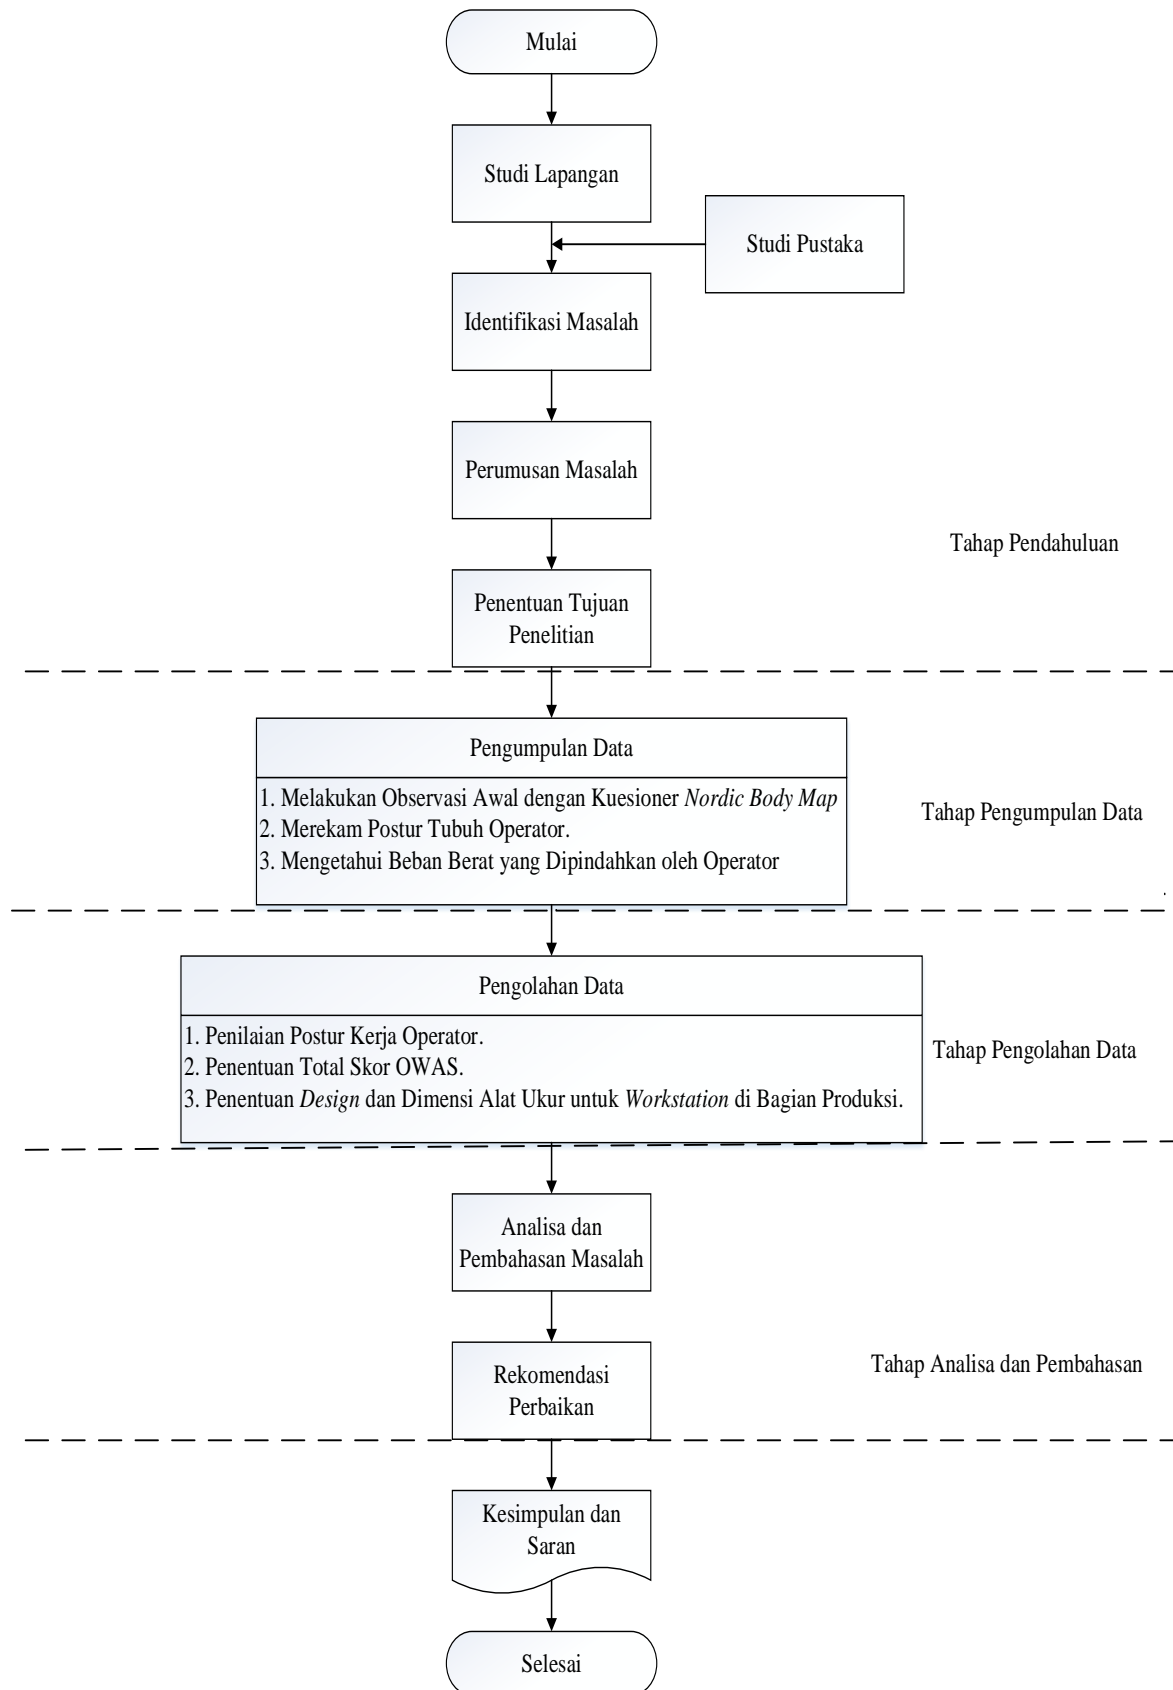 Mulai
Studi Lapangan
Studi Pustaka
Identifikasi Masalah
Perumusan Masalah
Tahap Pendahuluan
Penentuan Tujuan
Penelitian
Pengumpulan Data
1. Melakukan Observasi Awal dengan Kuesioner Nordic Body Map
2. Merekam Postur Tubuh Operator.
3. Mengetahui Beban Berat yang Dipindahkan oleh Operator
Tahap Pengumpulan Data
.
Pengolahan Data
1. Penilaian Postur Kerja Operator.
2. Penentuan Total Skor OWAS.
3. Penentuan Design dan Dimensi Alat Ukur untuk Workstation di Bagian Produksi.
Tahap Pengolahan Data
Analisa dan
Pembahasan Masalah
Rekomendasi
Perbaikan
Tahap Analisa dan Pembahasan
Kesimpulan dan
Saran
Selesai